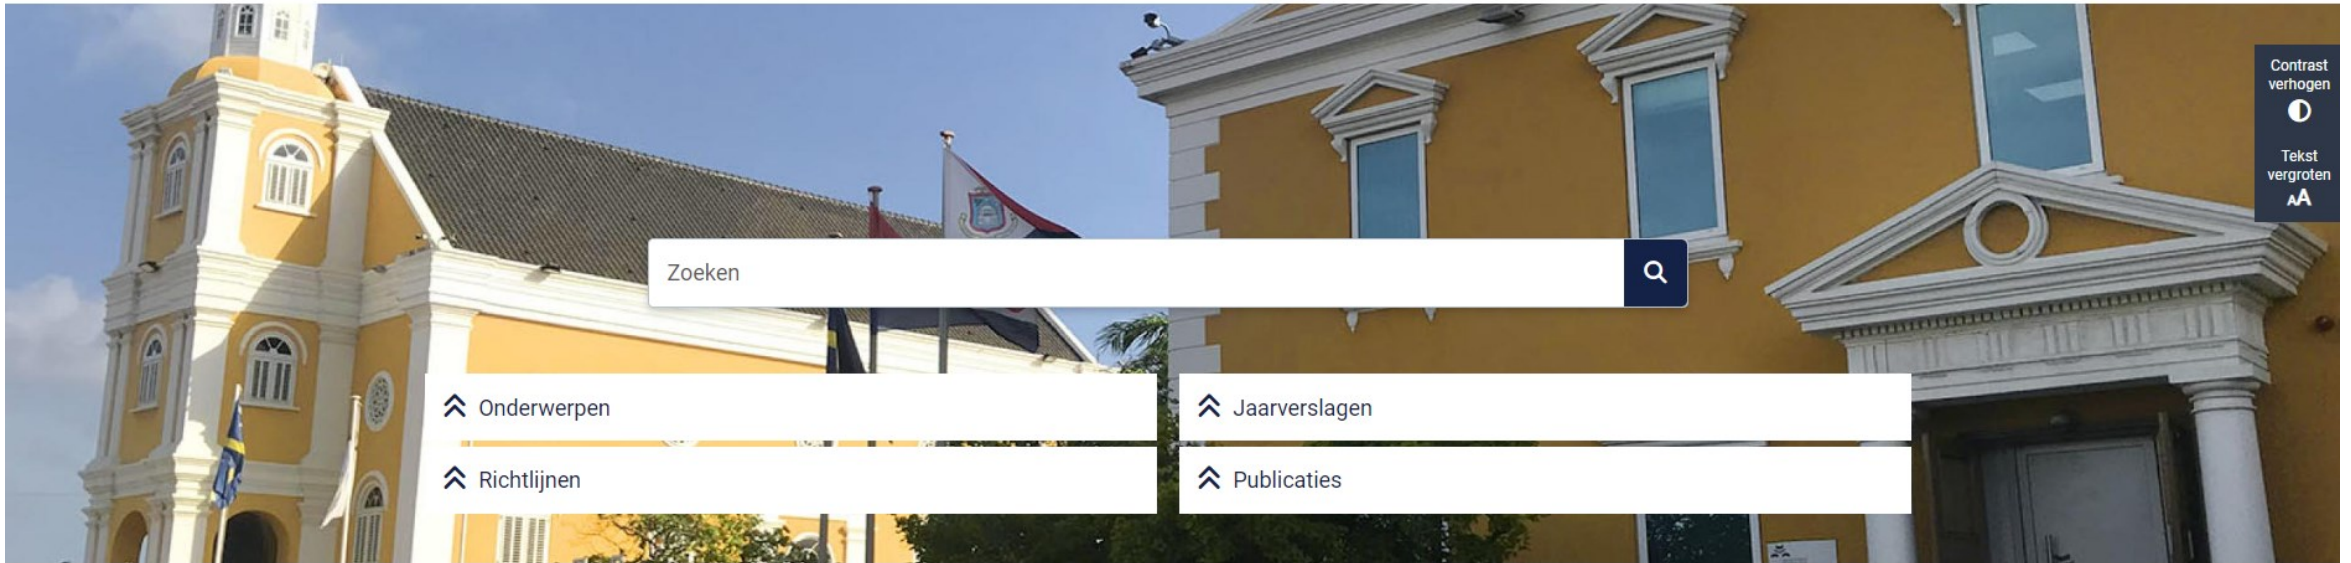 Contrast
verhogen
Tekst
vergroten
AA
Zoeken
Onderwerpen
Jaarverslagen
Richtlijnen
Publicaties